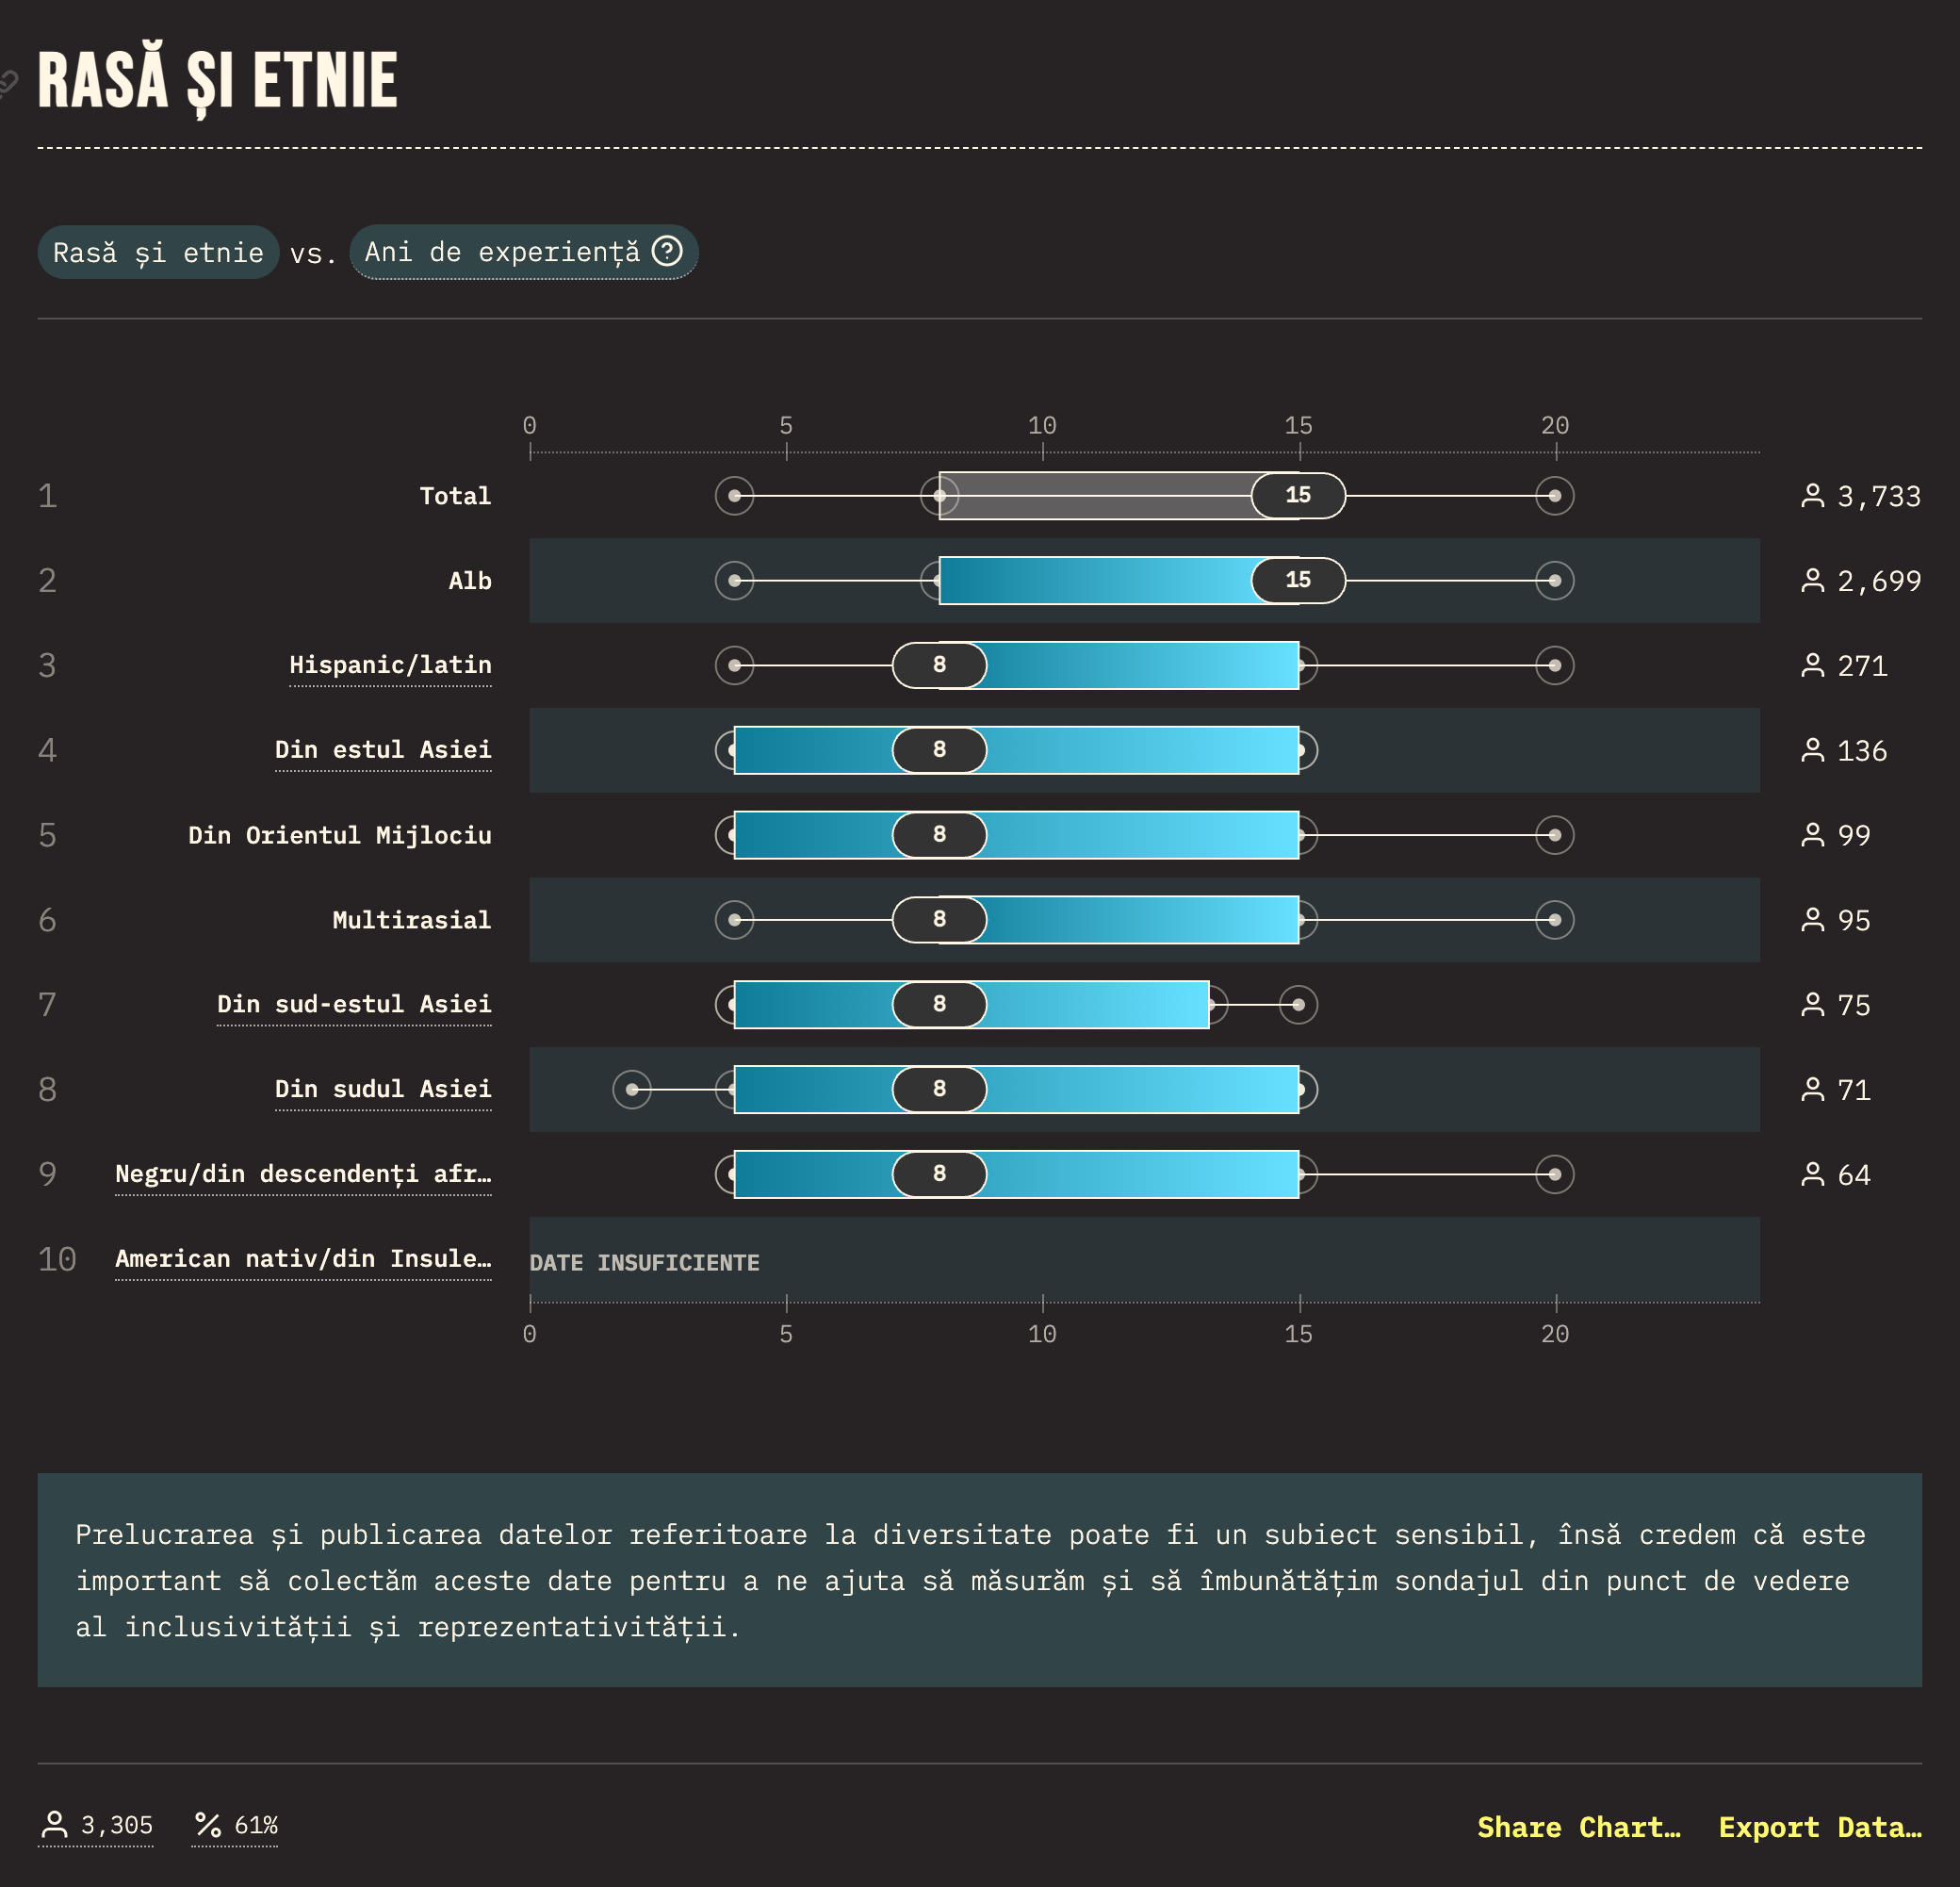 RASĂ ȘI ETNIE
Rasă și etnie vs. Ani de experiență ?
0 5 10 15 20
1 Total 15 3,733
2 Alb 15 2,699
3 Hispanic/latin 8 271
4 Din estul Asiei 8 136
5 Din Orientul Mijlociu 8 99
6 Multirasial 8 95
7 Din sud-estul Asiei 8 75
8 Din sudul Asiei 8 71
9 Negru/din descendenți afr… 8 64
10 American nativ/din Insule… DATE INSUFICIENTE
0 5 10 15 20
Prelucrarea și publicarea datelor referitoare la diversitate poate fi un subiect sensibil, însă credem că este
important să colectăm aceste date pentru a ne ajuta să măsurăm și să îmbunătățim sondajul din punct de vedere
al inclusivității și reprezentativității.
3,305 % 61% Share Chart… Export Data…